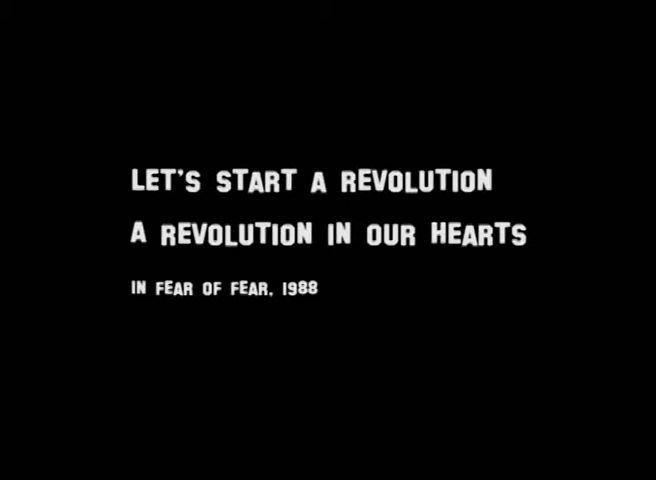 LET'S START A REVOLUTION
A REVOLUTION IN OUR HEARTS
IN FEAR OF FEAR, 1988